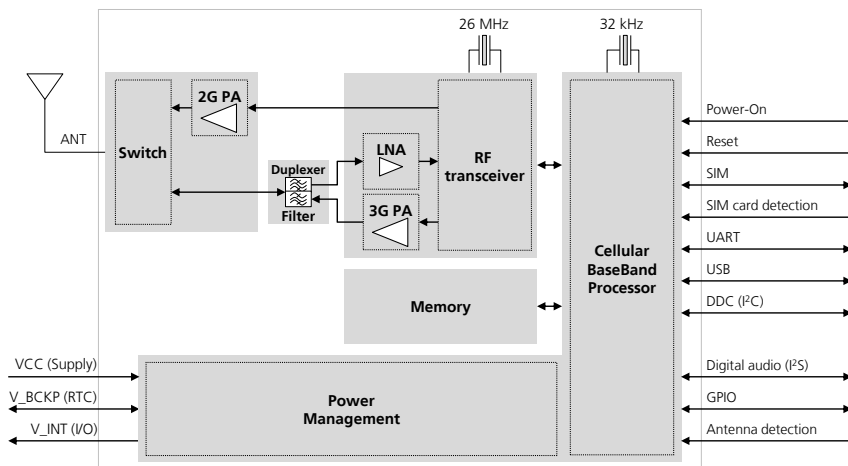 26 MHz
32 kHz
ANT
Switch
2G PA
Duplexer
Filter
LNA
3G PA
RF
transceiver
Memory
Cellular
BaseBand
Processor
Power-On
Reset
SIM
SIM card detection
UART
USB
DDC (I²C)
Digital audio (I²S)
GPIO
Antenna detection
VCC (Supply)
V_BCKP (RTC)
V_INT (I/O)
Power
Management